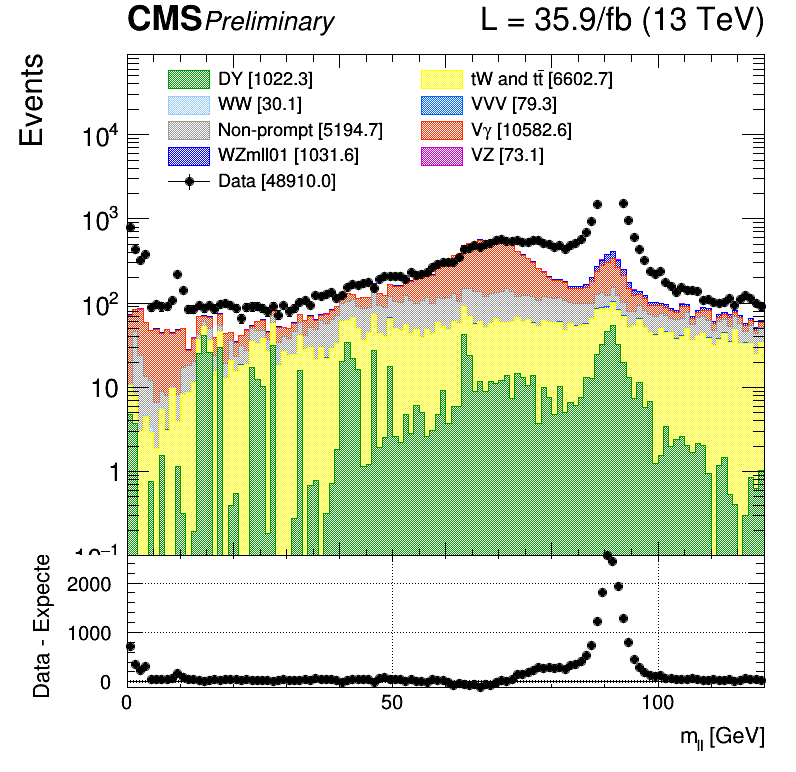 CMS Preliminary L = 35.9/fb (13 TeV)
Events
DY [1022.3] tW and tt̄ [6602.7]
WW [30.1] VVV [79.3]
Non-prompt [5194.7] Vγ [10582.6]
WZmll01 [1031.6] VZ [73.1]
Data [48910.0]
10⁴
10³
10²
10
1
10⁻¹
Data - Expecte
2000
1000
0
0 50 100
m_ll [GeV]